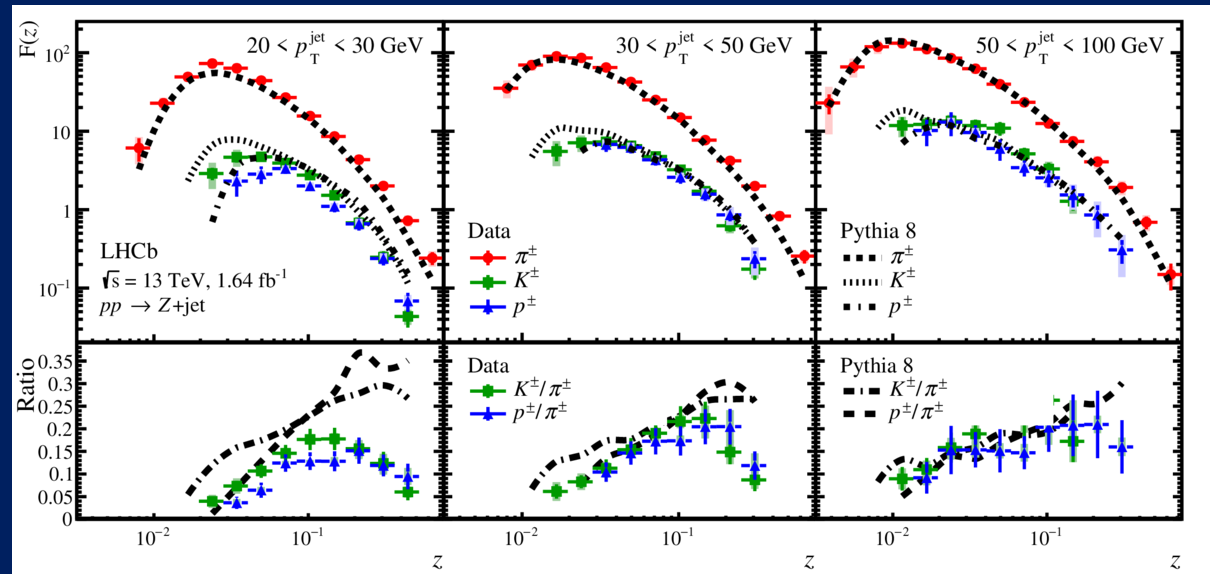 F(z)
10²
10
1
10⁻¹
20 < p_T^jet < 30 GeV
LHCb
√s = 13 TeV, 1.64 fb⁻¹
pp → Z+jet
30 < p_T^jet < 50 GeV
Data
π±
K±
p±
50 < p_T^jet < 100 GeV
Pythia 8
π±
K±
p±
Ratio
0.35
0.3
0.25
0.2
0.15
0.1
0.05
0
Data
K±/π±
p±/π±
Pythia 8
K±/π±
p±/π±
10⁻² 10⁻¹ z
10⁻² 10⁻¹ z
10⁻² 10⁻¹ z